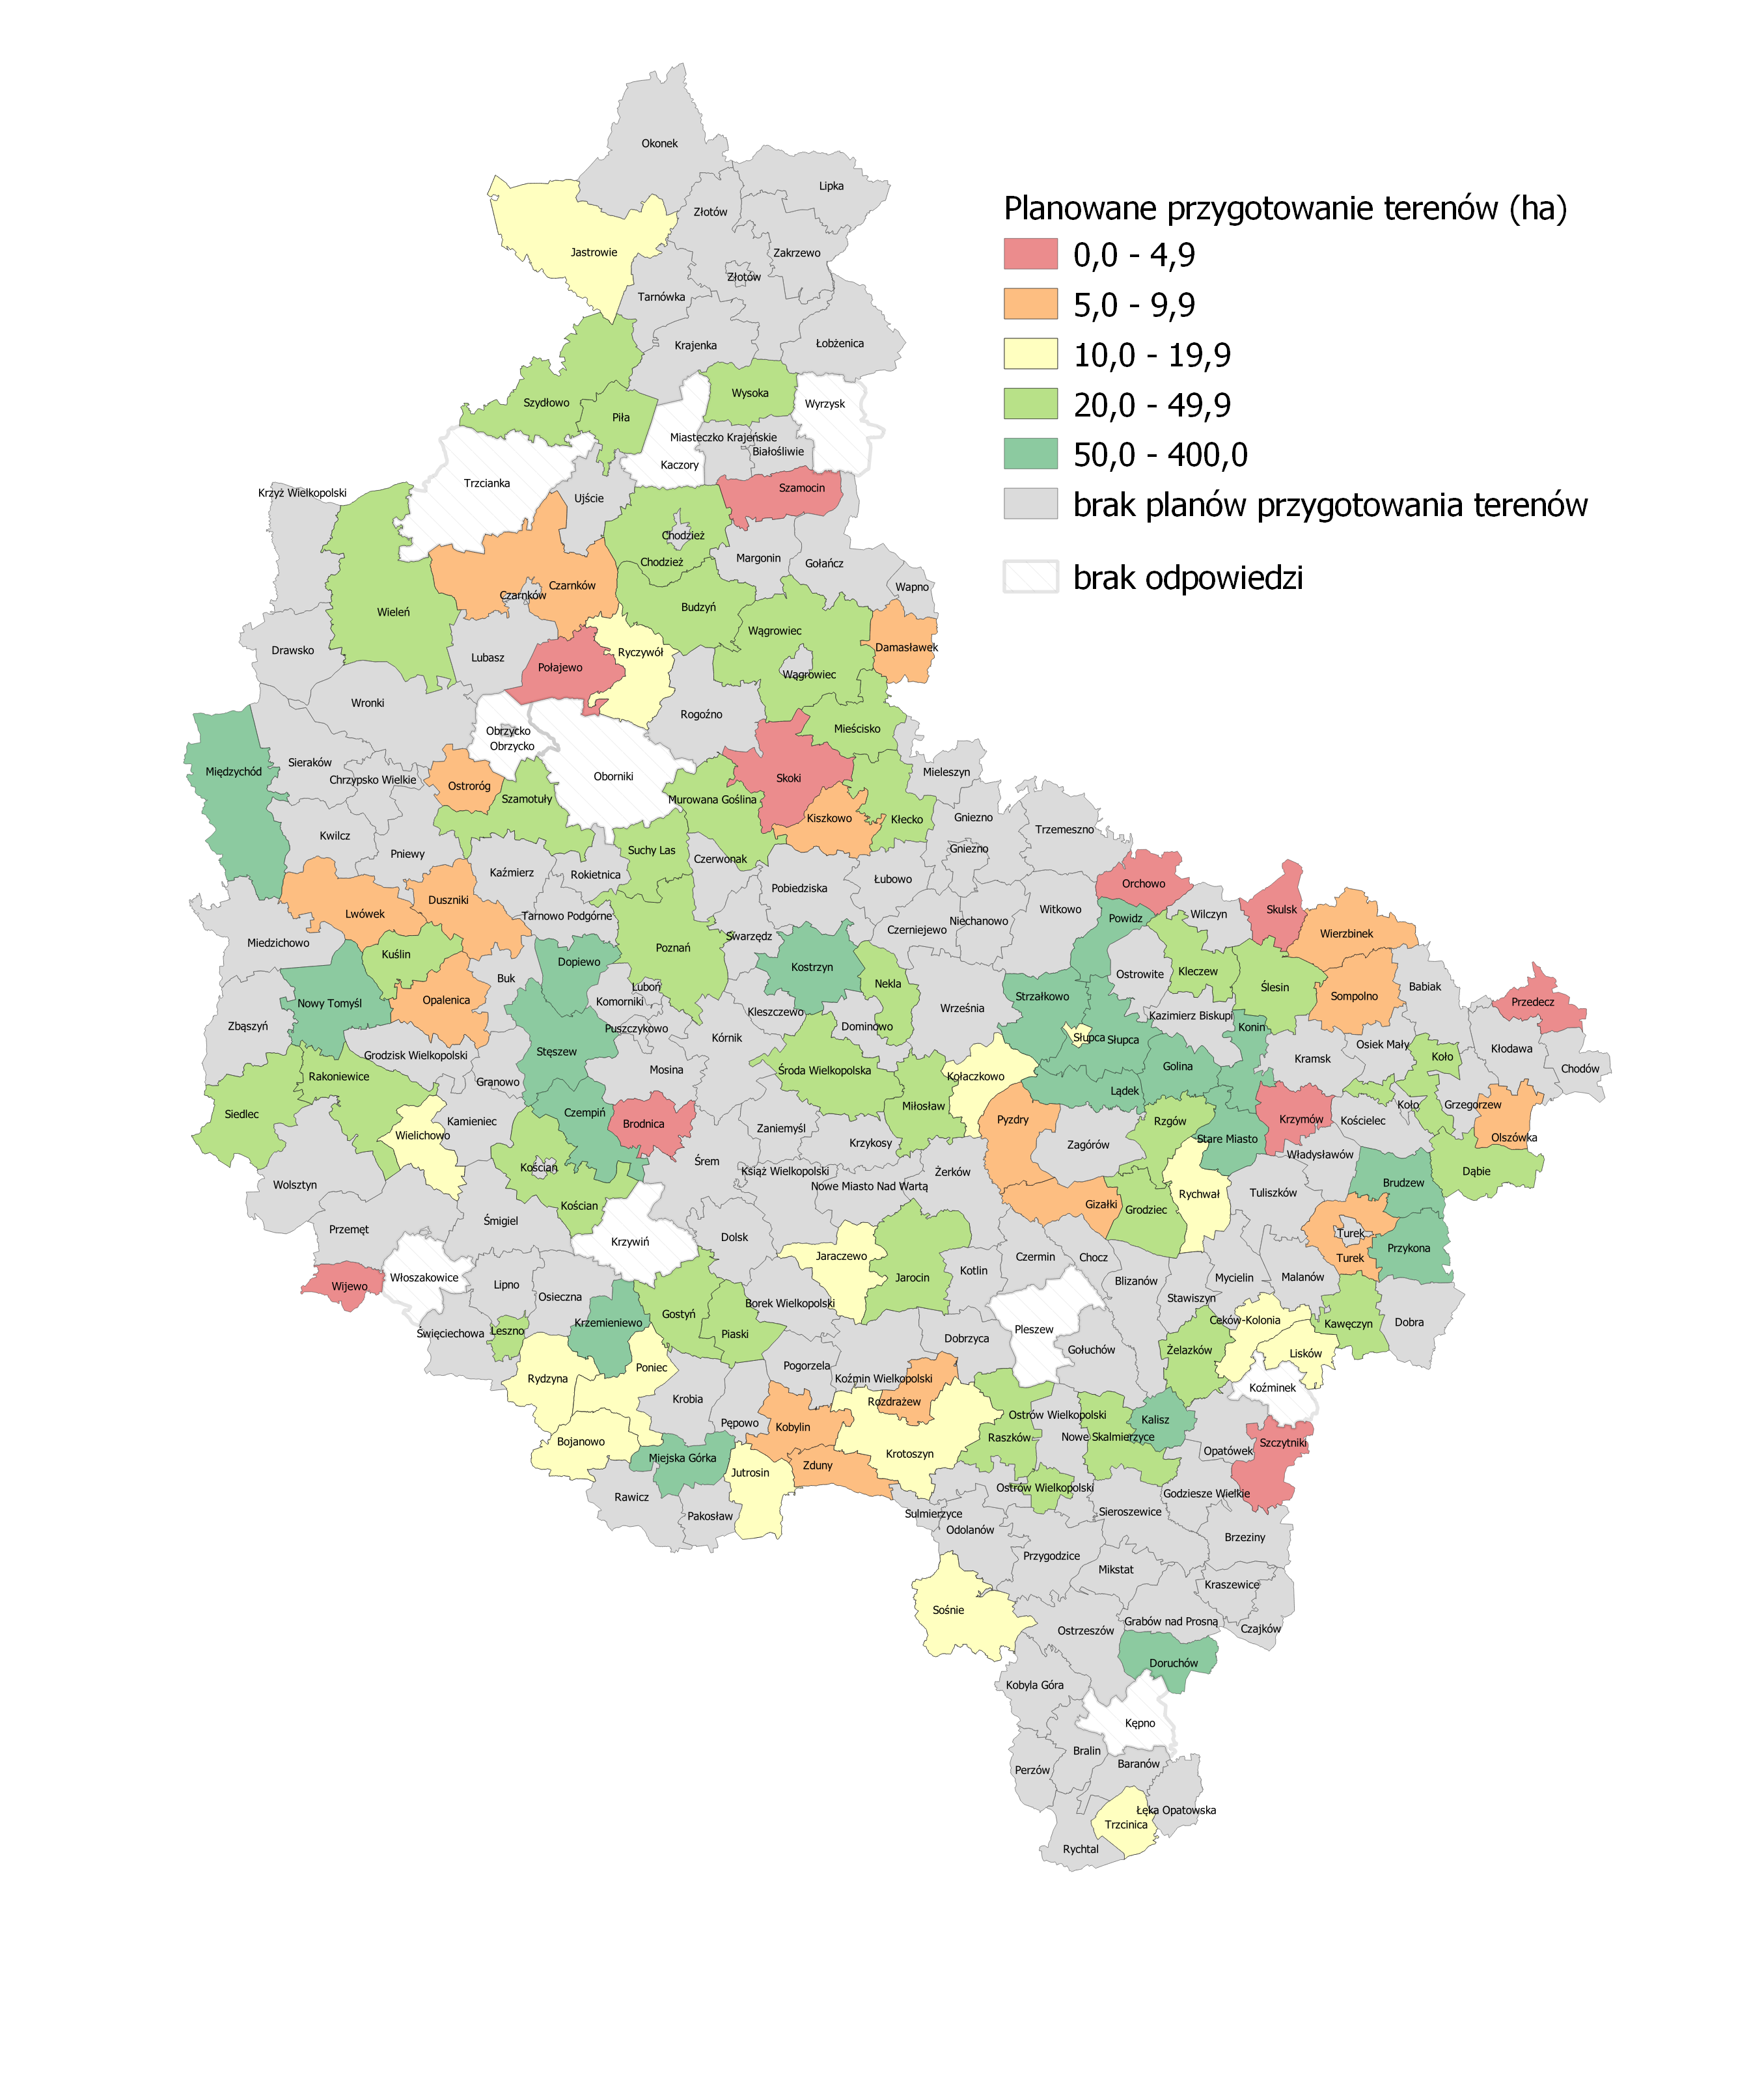 Okonek
Lipka
Złotów
Jastrowie
Zakrzewo
Złotów
Tarnówka
Krajenka
Łobżenica
Szydłowo
Piła
Wysoka
Wyrzysk
Miasteczko Krajeńskie
Białośliwie
Kaczory
Trzcianka
Krzyż Wielkopolski
Ujście
Szamocin
Chodzież
Chodzież
Margonin
Gołańcz
Wapno
Czarnków
Czarnków
Wieleń
Budzyń
Wągrowiec
Damasławek
Drawsko
Lubasz
Połajewo
Ryczywół
Wągrowiec
Wronki
Rogoźno
Mieścisko
Obrzycko
Obrzycko
Międzychód
Sieraków
Chrzypsko Wielkie
Ostroróg
Oborniki
Skoki
Mieleszyn
Szamotuły
Murowana Goślina
Kiszkowo
Kłecko
Gniezno
Trzemeszno
Kwilcz
Pniewy
Suchy Las
Czerwonak
Gniezno
Kaźmierz
Rokietnica
Pobiedziska
Łubowo
Orchowo
Lwówek
Duszniki
Tarnowo Podgórne
Niechanowo
Witkowo
Powidz
Wilczyn
Skulsk
Czerniejewo
Wierzbinek
Miedzichowo
Kuślin
Poznań
Swarzędz
Dopiewo
Kostrzyn
Buk
Luboń
Nekla
Ostrowite
Kleczew
Ślesin
Sompolno
Babiak
Przedecz
Nowy Tomyśl
Opalenica
Komorniki
Kleszczewo
Września
Strzałkowo
Kazimierz Biskupi
Konin
Zbąszyń
Puszczykowo
Dominowo
Słupca
Słupca
Kórnik
Grodzisk Wielkopolski
Stęszew
Osiek Mały
Koło
Kłodawa
Kramsk
Chodów
Rakoniewice
Granowo
Mosina
Środa Wielkopolska
Kołaczkowo
Golina
Lądek
Siedlec
Czempiń
Brodnica
Miłosław
Pyzdry
Rzgów
Krzymów
Kościelec
Koło
Grzegorzew
Olszówka
Wielichowo
Kamieniec
Zaniemyśl
Krzykosy
Zagórów
Stare Miasto
Władysławów
Kościan
Śrem
Książ Wielkopolski
Żerków
Dąbie
Wolsztyn
Nowe Miasto Nad Wartą
Rychwał
Tuliszków
Brudzew
Kościan
Gizałki
Grodziec
Przemęt
Śmigiel
Krzywiń
Dolsk
Turek
Przykona
Turek
Jaraczewo
Czermin
Chocz
Włoszakowice
Lipno
Jarocin
Kotlin
Blizanów
Mycielin
Malanów
Wijewo
Osieczna
Borek Wielkopolski
Stawiszyn
Gostyń
Krzemieniewo
Ceków-Kolonia
Kawęczyn
Dobra
Święciechowa
Leszno
Piaski
Pleszew
Dobrzyca
Gołuchów
Żelazków
Lisków
Poniec
Pogorzela
Rydzyna
Koźmin Wielkopolski
Koźminek
Krobia
Rozdrażew
Pępowo
Kobylin
Ostrów Wielkopolski
Kalisz
Raszków
Nowe
Skalmierzyce
Bojanowo
Krotoszyn
Opatówek
Szczytniki
Miejska Górka
Zduny
Jutrosin
Ostrów Wielkopolski
Godziesze Wielkie
Rawicz
Sulmierzyce
Sieroszewice
Pakosław
Odolanów
Brzeziny
Przygodzice
Mikstat
Kraszewice
Sośnie
Grabów nad Prosną
Ostrzeszów
Czajków
Doruchów
Kobyla Góra
Kępno
Bralin
Baranów
Perzów
Łęka Opatowska
Trzcinica
Rychtal
Planowane przygotowanie terenów (ha)
0,0 - 4,9
5,0 - 9,9
10,0 - 19,9
20,0 - 49,9
50,0 - 400,0
brak planów przygotowania terenów
brak odpowiedzi